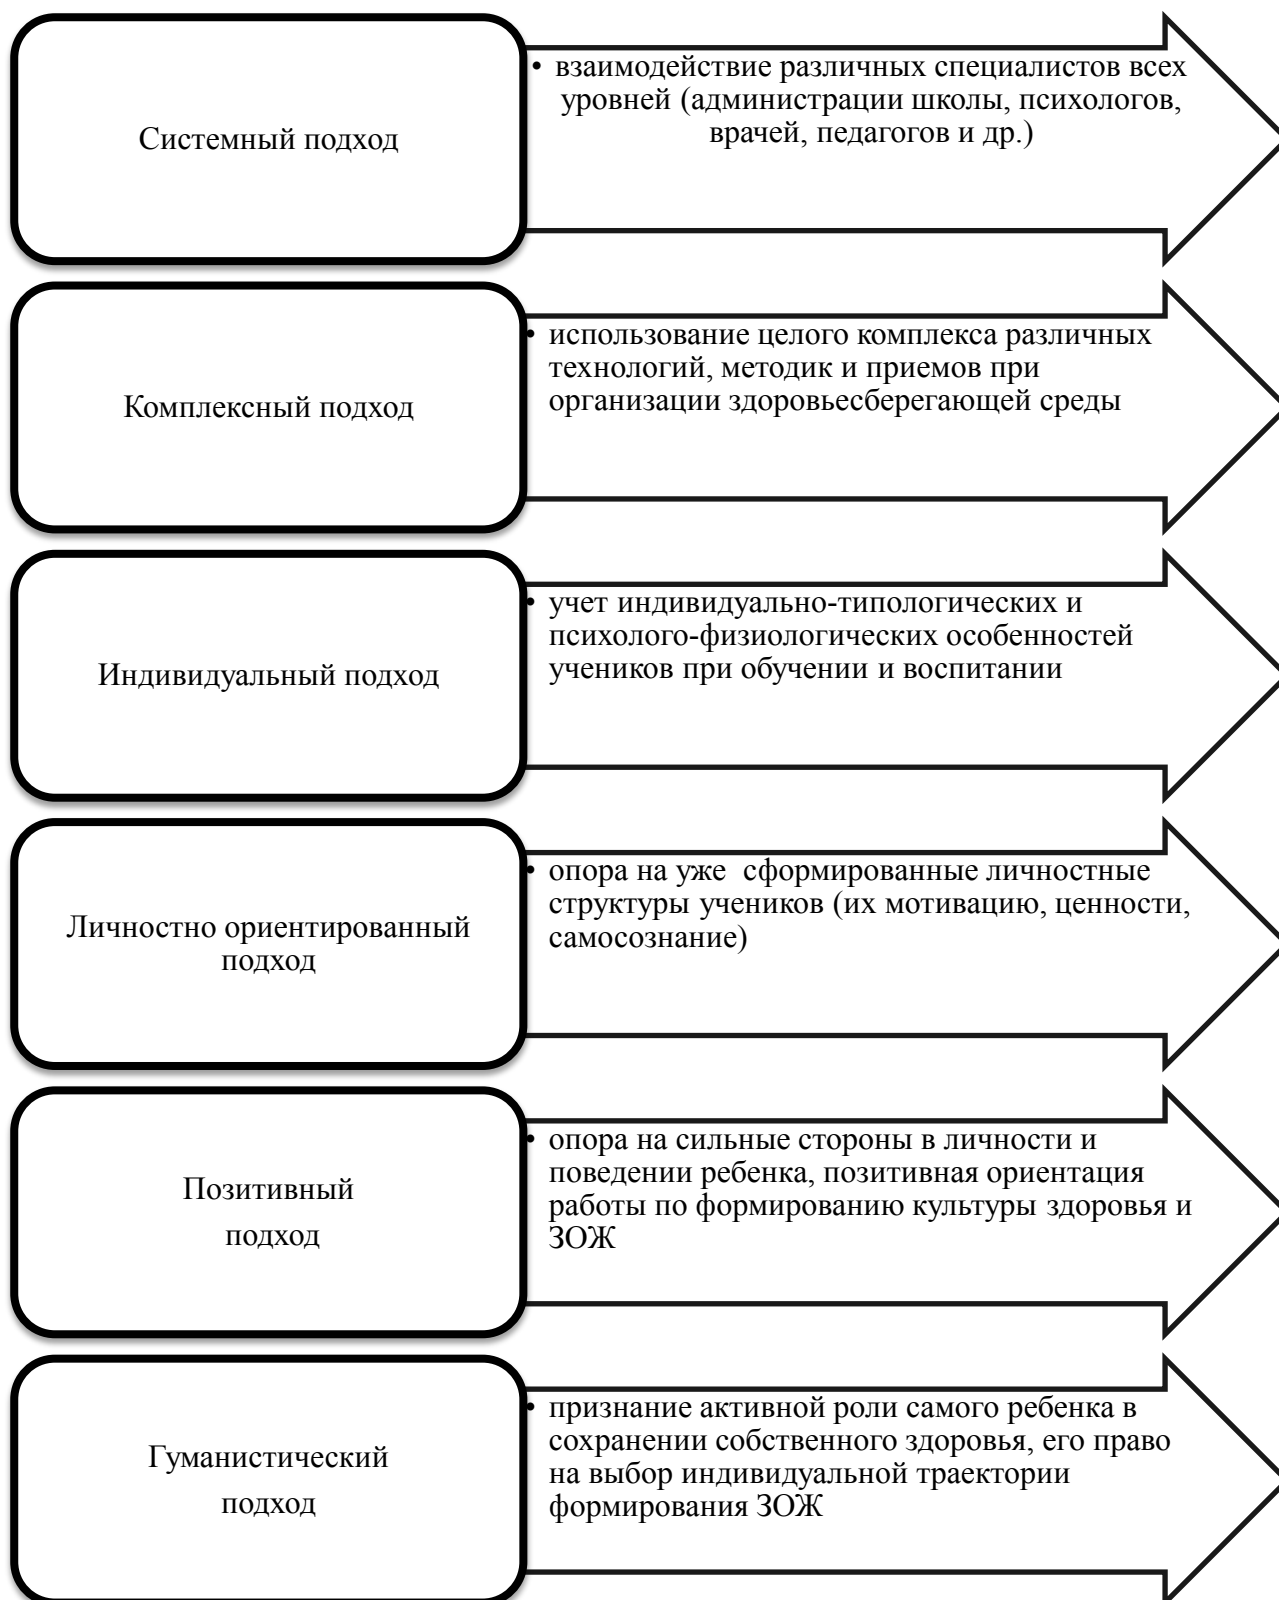 Системный подход
• взаимодействие различных специалистов всех
уровней (администрации школы, психологов,
врачей, педагогов и др.)
Комплексный подход
• использование целого комплекса различных
технологий, методик и приемов при
организации здоровьесберегающей среды
Индивидуальный подход
• учет индивидуально-типологических и
психолого-физиологических особенностей
учеников при обучении и воспитании
Личностно ориентированный
подход
• опора на уже  сформированные личностные
структуры учеников (их мотивацию, ценности,
самосознание)
Позитивный
подход
• опора на сильные стороны в личности и
поведении ребенка, позитивная ориентация
работы по формированию культуры здоровья и
ЗОЖ
Гуманистический
подход
• признание активной роли самого ребенка в
сохранении собственного здоровья, его право
на выбор индивидуальной траектории
формирования ЗОЖ